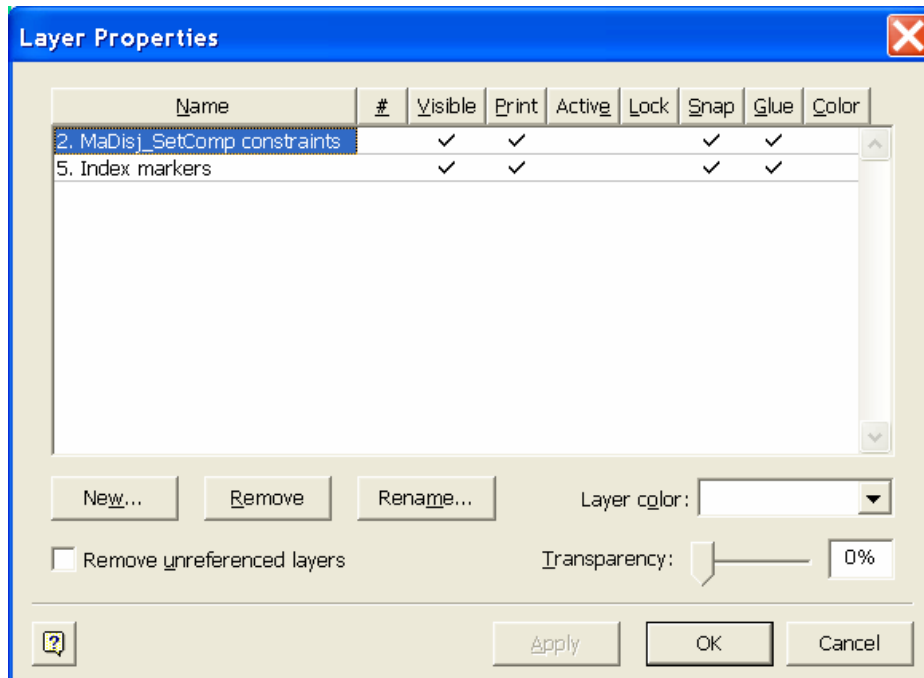 Layer Properties
Name # Visible Print Active Lock Snap Glue Color
2. MaDisj_SetComp constraints
5. Index markers
New... Remove Rename... Layer color:
Remove unreferenced layers Transparency: 0%
Apply OK Cancel